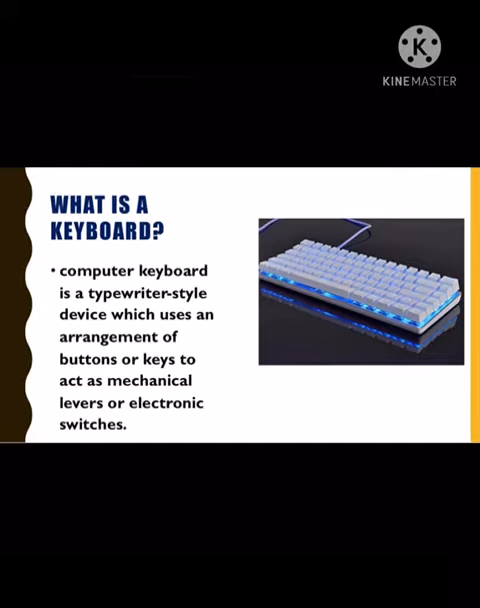 K
KINEMASTER
WHAT IS A
KEYBOARD?
• computer keyboard
is a typewriter-style
device which uses an
arrangement of
buttons or keys to
act as mechanical
levers or electronic
switches.